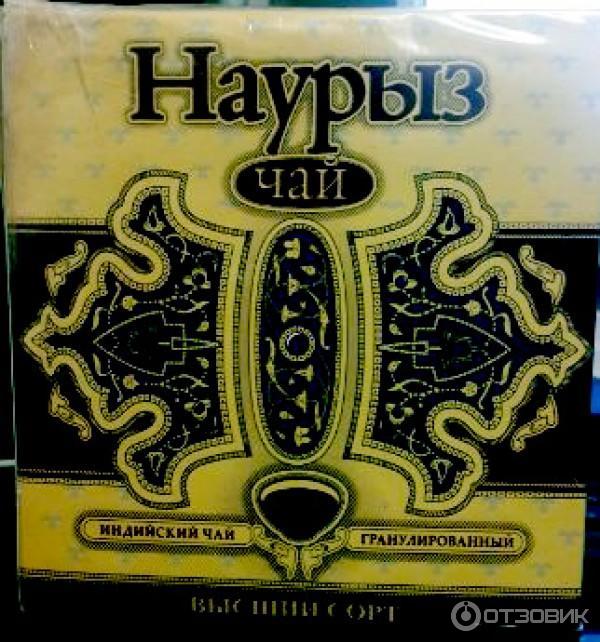 Наурыз
чай
ИНДИЙСКИЙ ЧАЙ
ГРАНУЛИРОВАННЫЙ
ВЫСШИЙ СОРТ
ОТЗОВИК